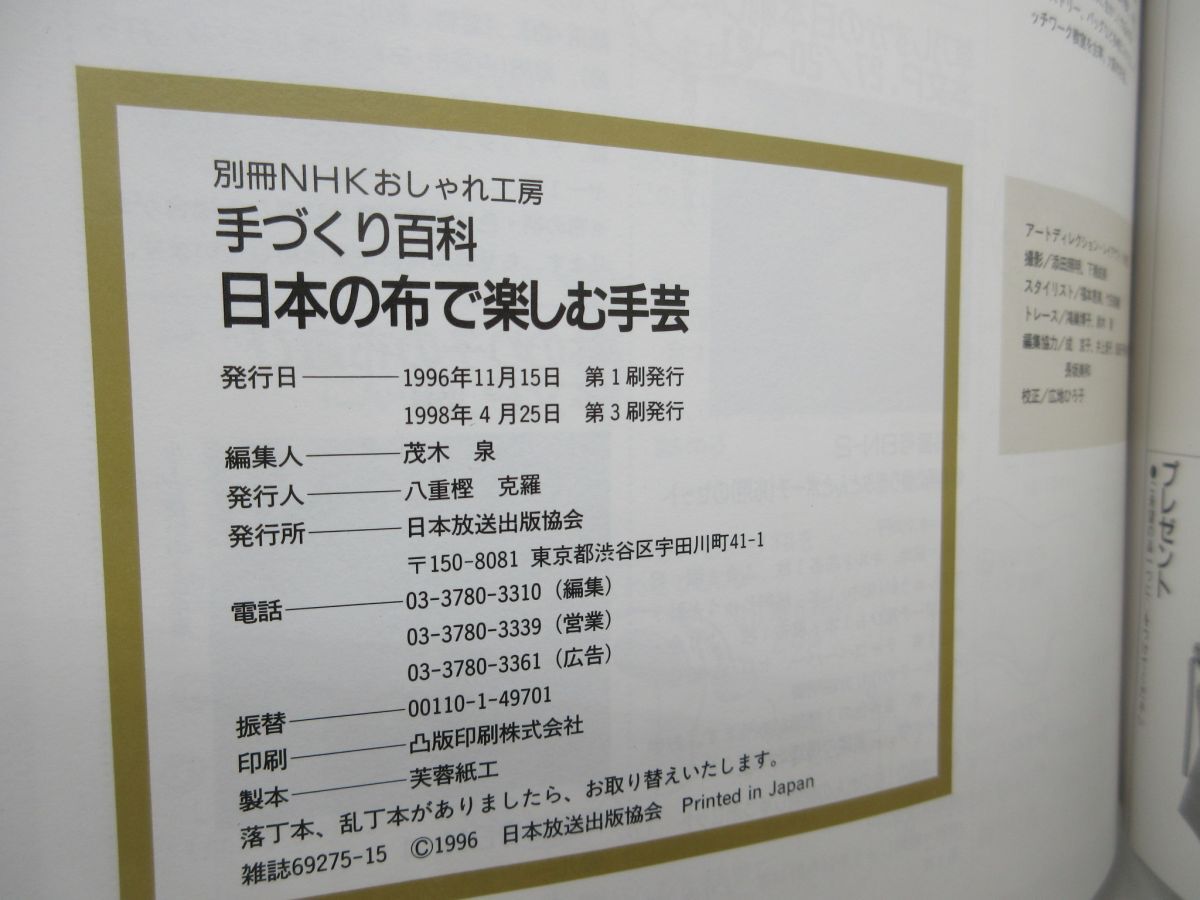 別冊NHKおしゃれ工房
手づくり百科
日本の布で楽しむ手芸
発行日 1996年11月15日 第1刷発行
1998年4月25日 第3刷発行
編集人 茂木 泉
発行人 八重樫 克羅
発行所 日本放送出版協会
〒150-8081 東京都渋谷区宇田川町41-1
電話 03-3780-3310（編集）
03-3780-3339（営業）
03-3780-3361（広告）
振替 00110-1-49701
印刷 凸版印刷株式会社
製本 芙蓉紙工
落丁本、乱丁本がありましたら、お取り替えいたします。
雑誌69275-15 ©1996 日本放送出版協会 Printed in Japan
アートディレクション・レイアウト
撮影／
スタイリスト／
トレース／
編集協力／
校正／広地ひろ子
プレゼント